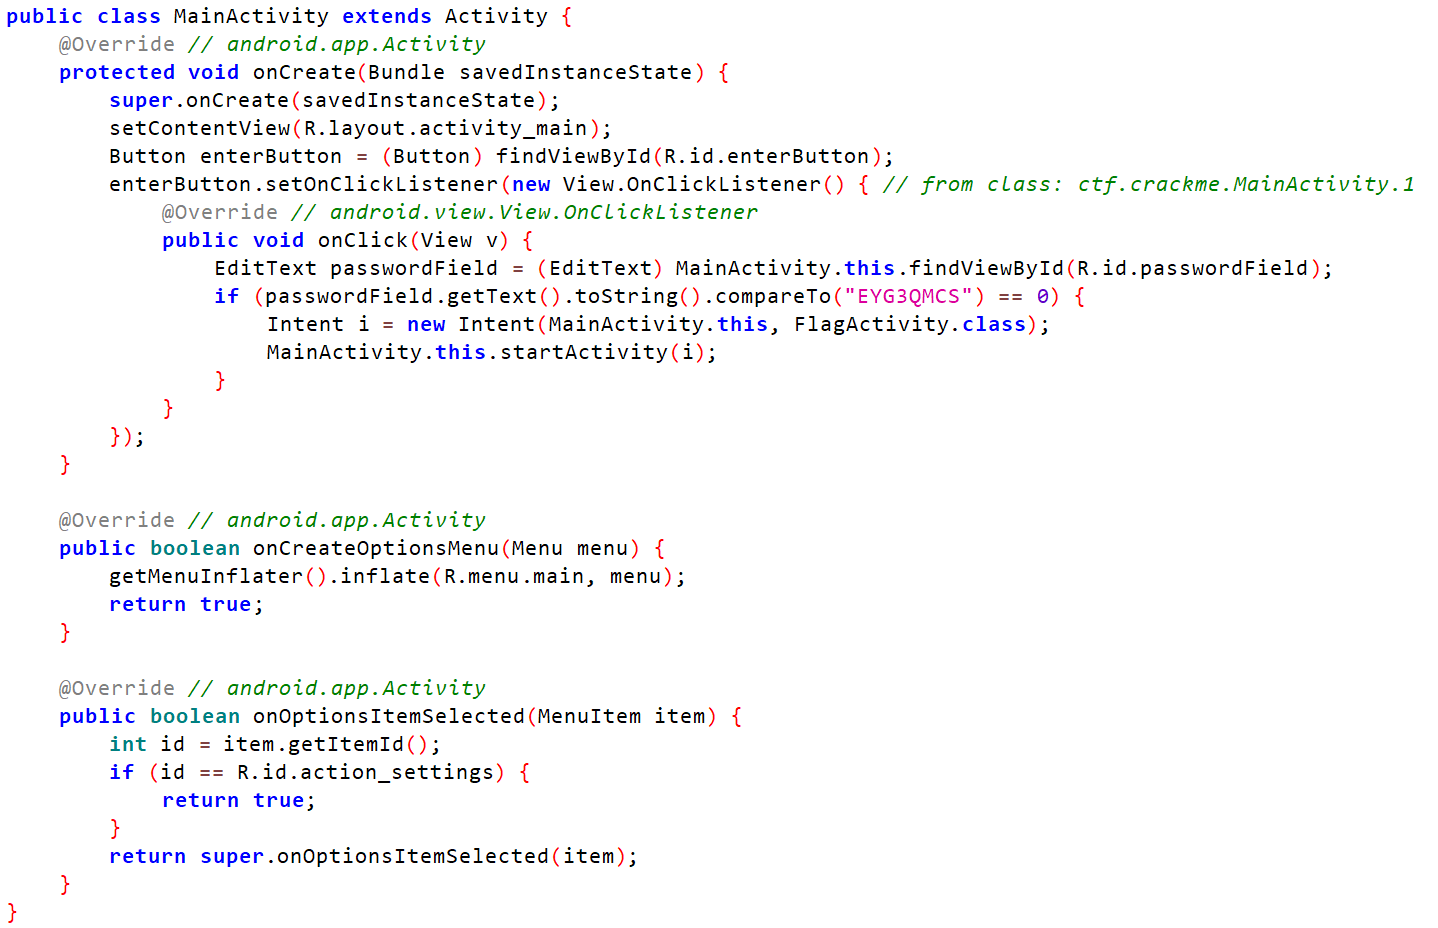 public class MainActivity extends Activity {
    @Override // android.app.Activity
    protected void onCreate(Bundle savedInstanceState) {
        super.onCreate(savedInstanceState);
        setContentView(R.layout.activity_main);
        Button enterButton = (Button) findViewById(R.id.enterButton);
        enterButton.setOnClickListener(new View.OnClickListener() { // from class: ctf.crackme.MainActivity.1
            @Override // android.view.View.OnClickListener
            public void onClick(View v) {
                EditText passwordField = (EditText) MainActivity.this.findViewById(R.id.passwordField);
                if (passwordField.getText().toString().compareTo("EYG3QMCS") == 0) {
                    Intent i = new Intent(MainActivity.this, FlagActivity.class);
                    MainActivity.this.startActivity(i);
                }
            }
        });
    }

    @Override // android.app.Activity
    public boolean onCreateOptionsMenu(Menu menu) {
        getMenuInflater().inflate(R.menu.main, menu);
        return true;
    }

    @Override // android.app.Activity
    public boolean onOptionsItemSelected(MenuItem item) {
        int id = item.getItemId();
        if (id == R.id.action_settings) {
            return true;
        }
        return super.onOptionsItemSelected(item);
    }
}